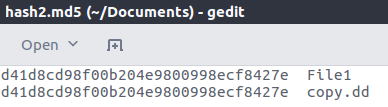 hash2.md5 (~/Documents) - gedit
Open
d41d8cd98f00b204e9800998ecf8427e  File1
d41d8cd98f00b204e9800998ecf8427e  copy.dd